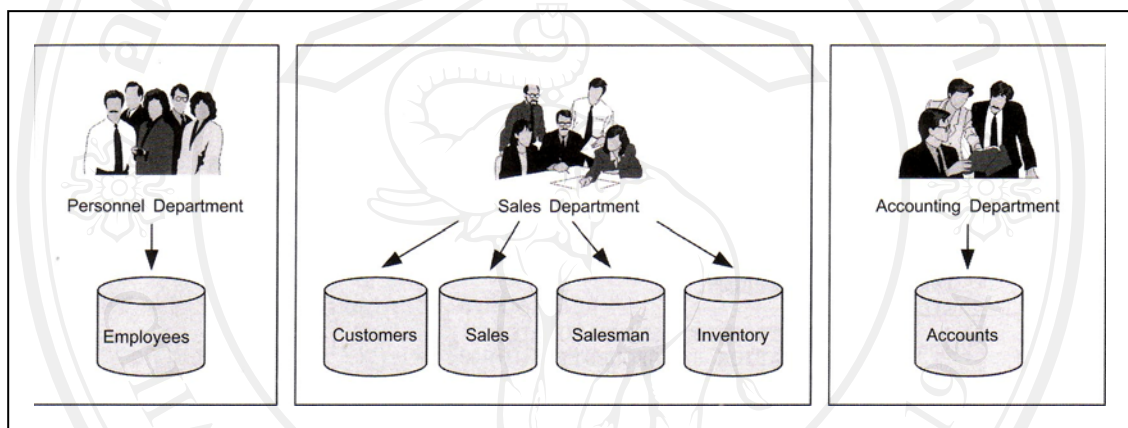 Personnel Department
Sales Department
Accounting Department
Employees
Customers
Sales
Salesman
Inventory
Accounts